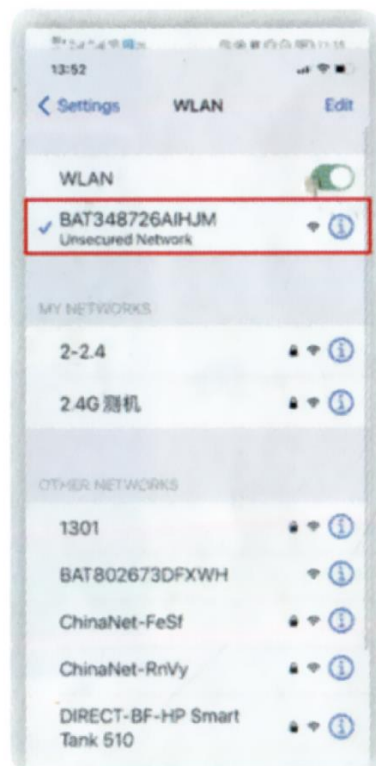 13:52
Settings
WLAN
Edit
WLAN
BAT348726AIHJM
Unsecured Network
MY NETWORKS
2-2.4
2.4G 测机
OTHER NETWORKS
1301
BAT802673DFXWH
ChinaNet-FeSf
ChinaNet-RnVy
DIRECT-BF-HP Smart
Tank 510